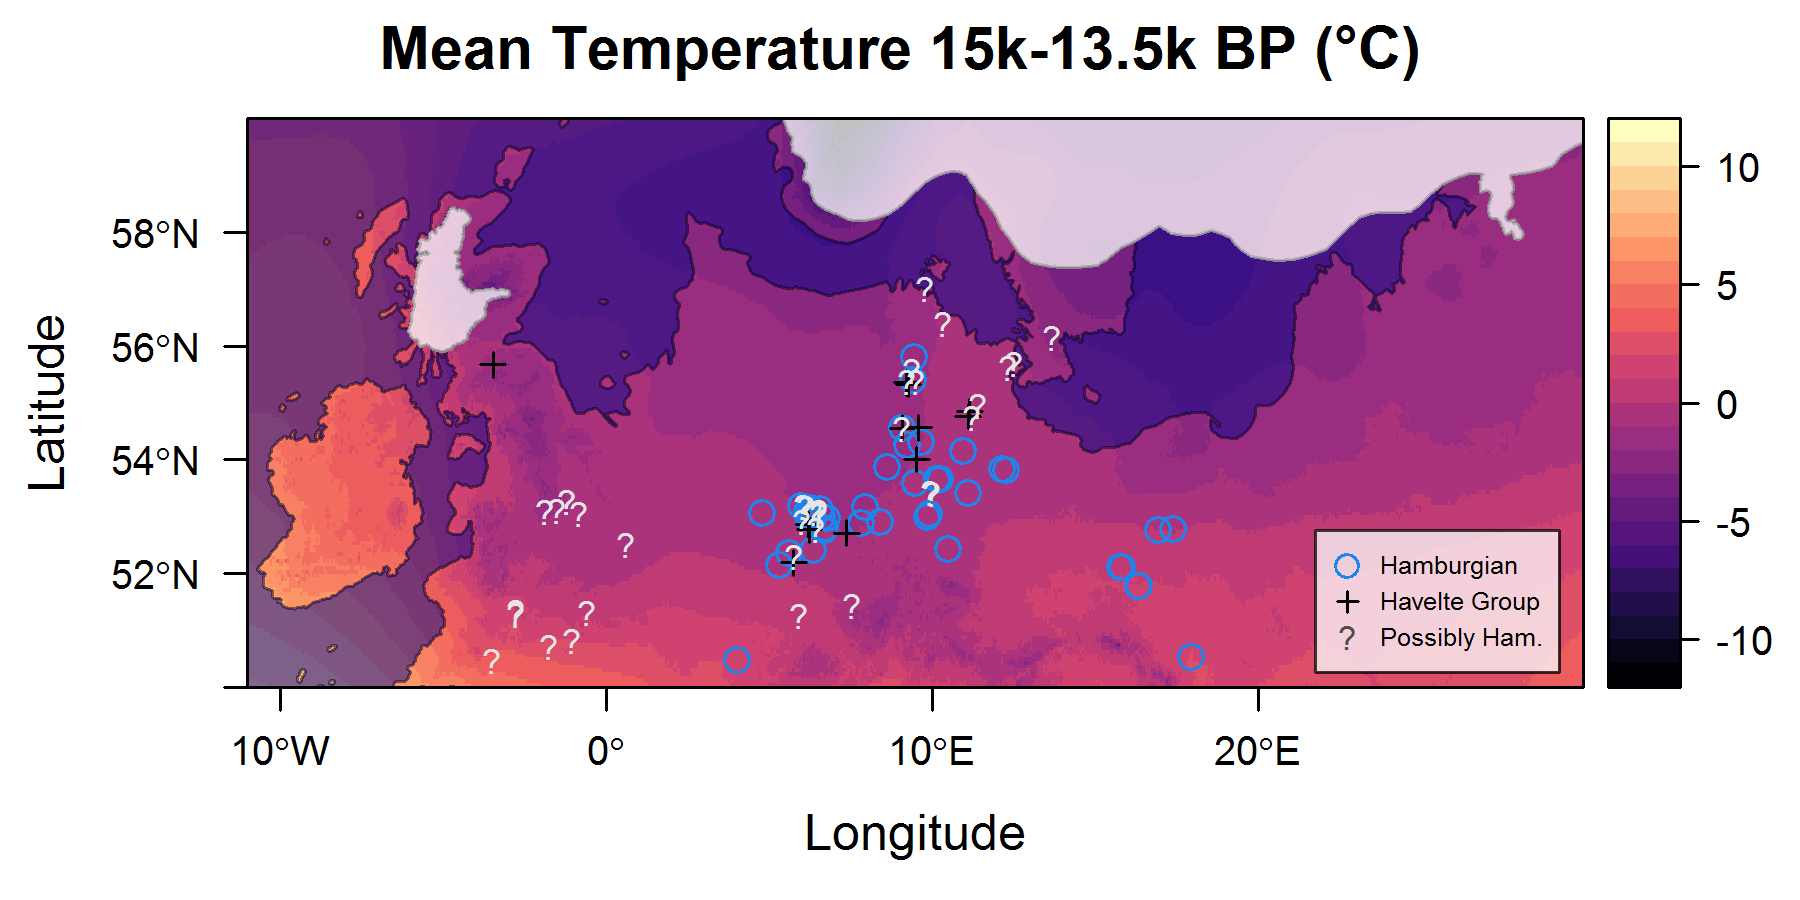 Mean Temperature 15k-13.5k BP (°C)
Latitude
58°N
56°N
54°N
52°N
10°W
0°
10°E
20°E
Longitude
10
5
0
-5
-10
Hamburgian
Havelte Group
? Possibly Ham.